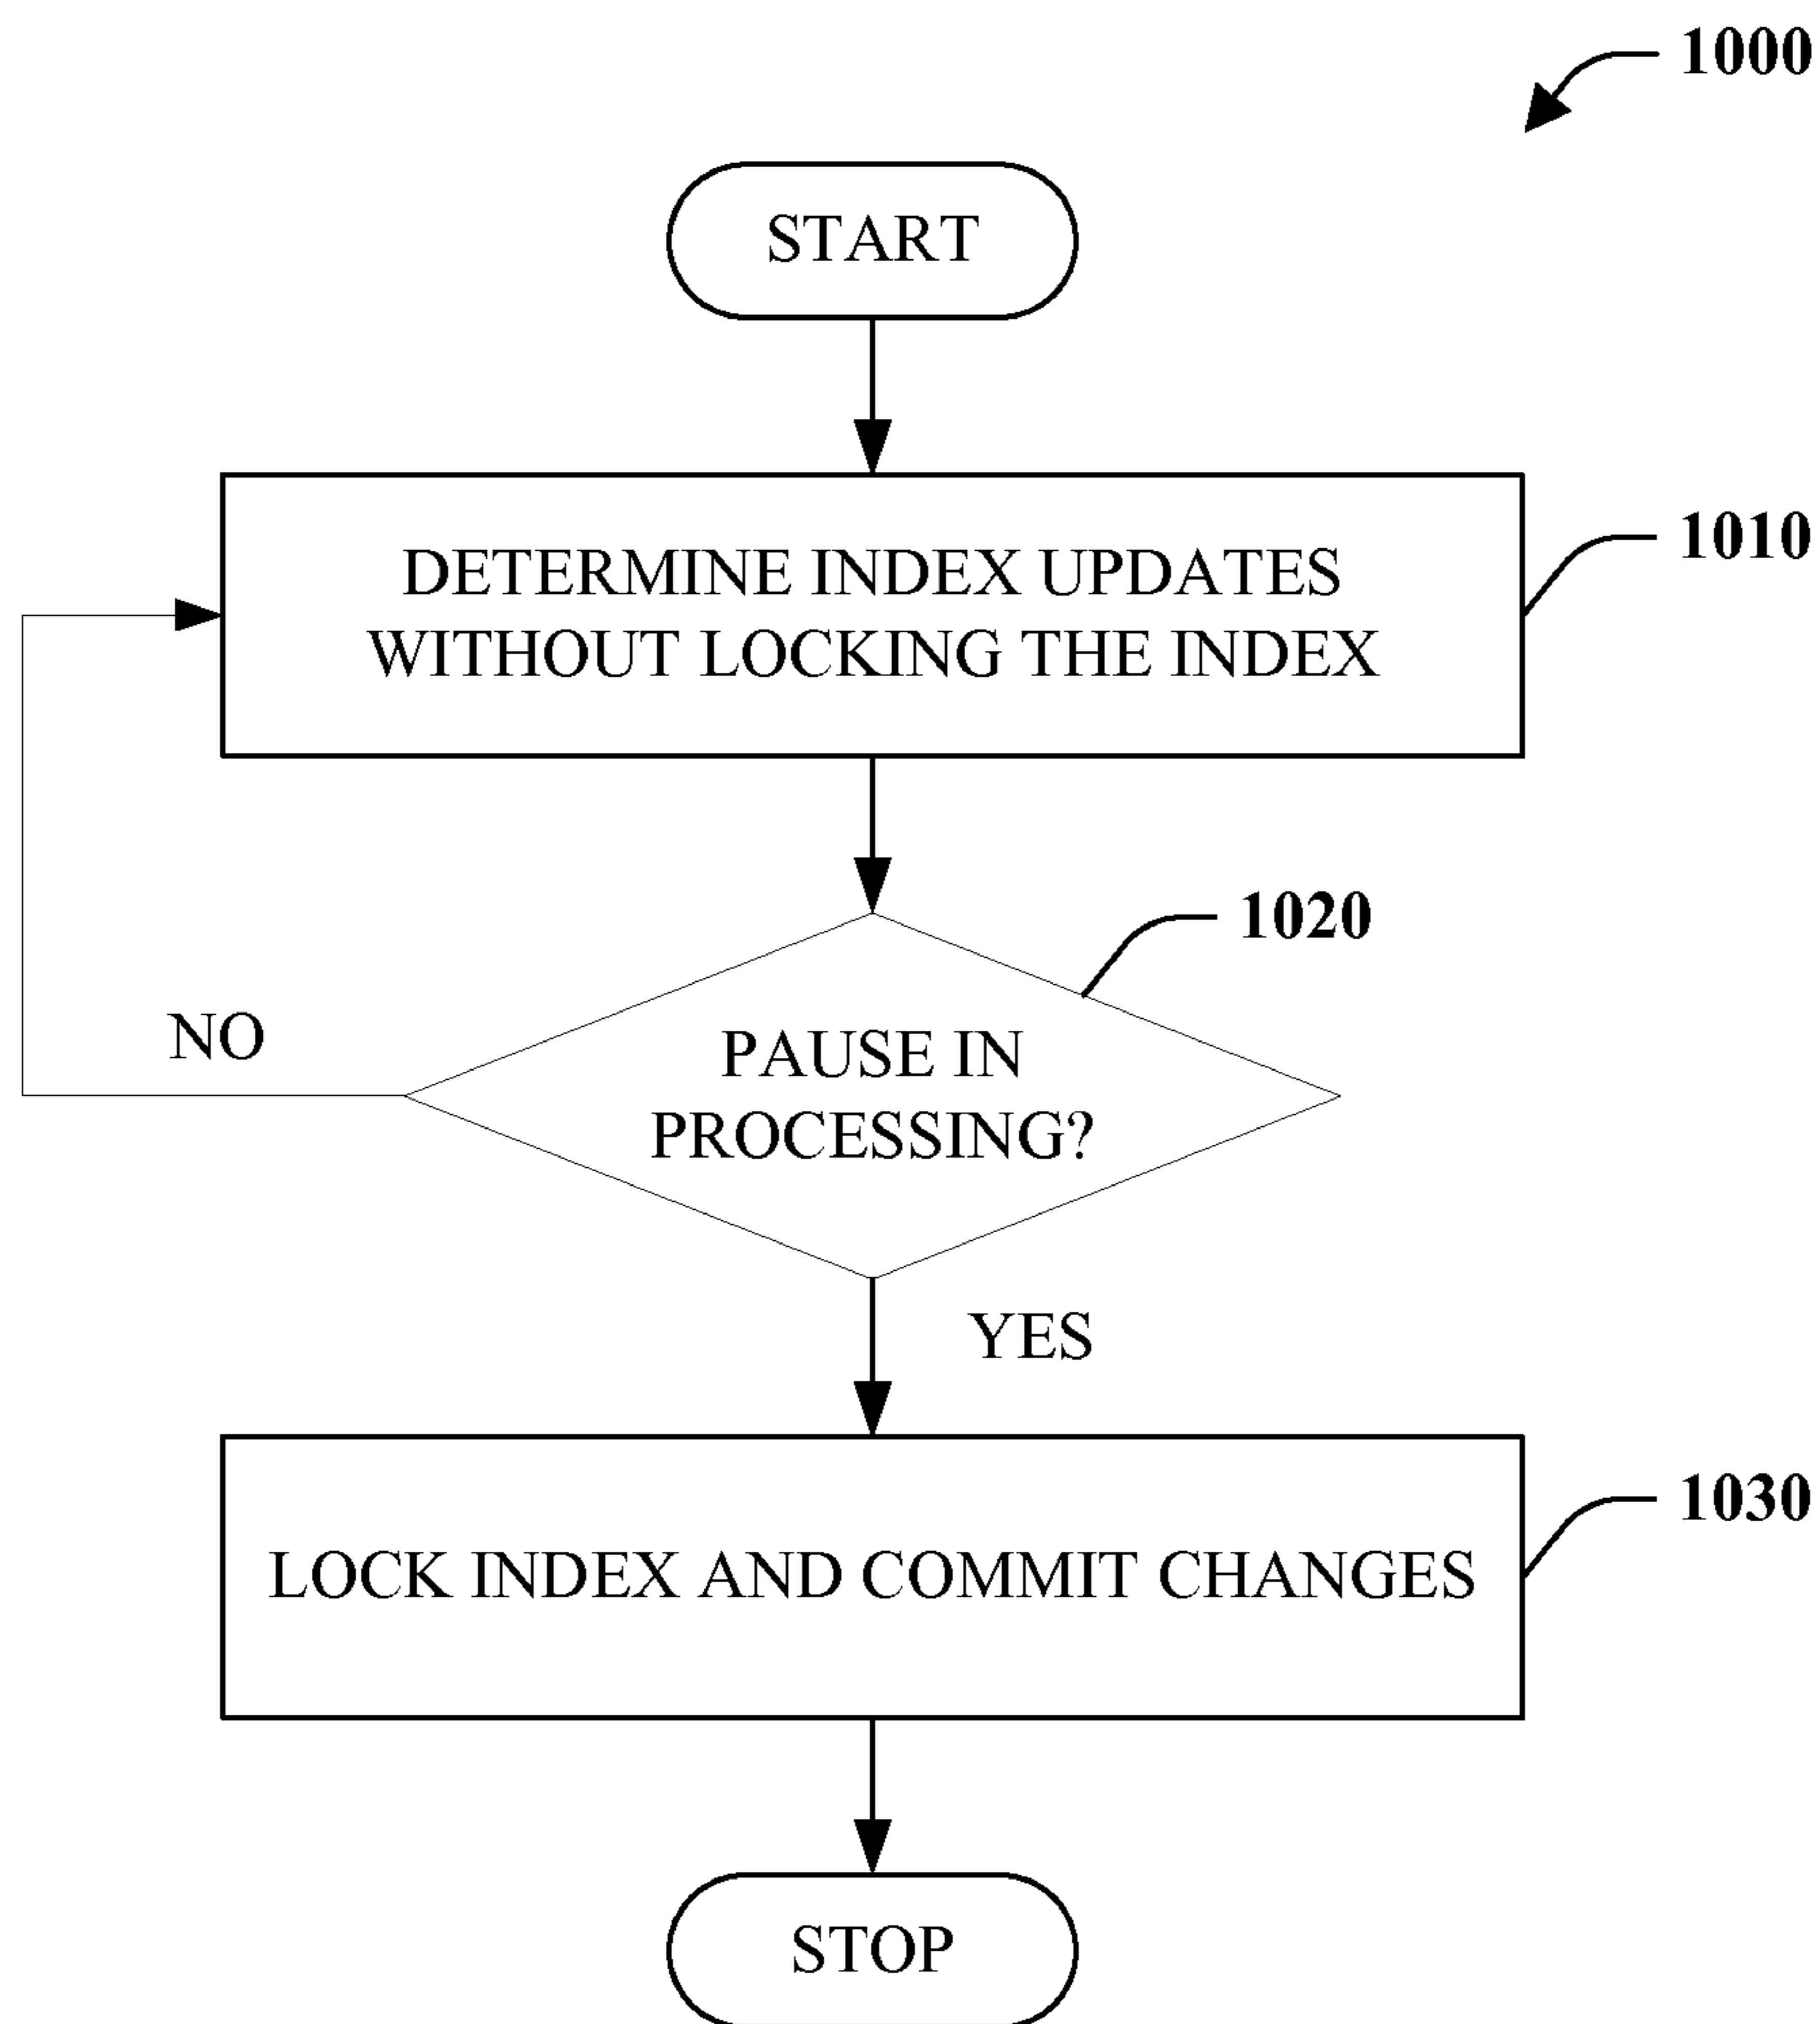 1000
START
DETERMINE INDEX UPDATES
WITHOUT LOCKING THE INDEX
1010
1020
NO
PAUSE IN
PROCESSING?
YES
LOCK INDEX AND COMMIT CHANGES
1030
STOP